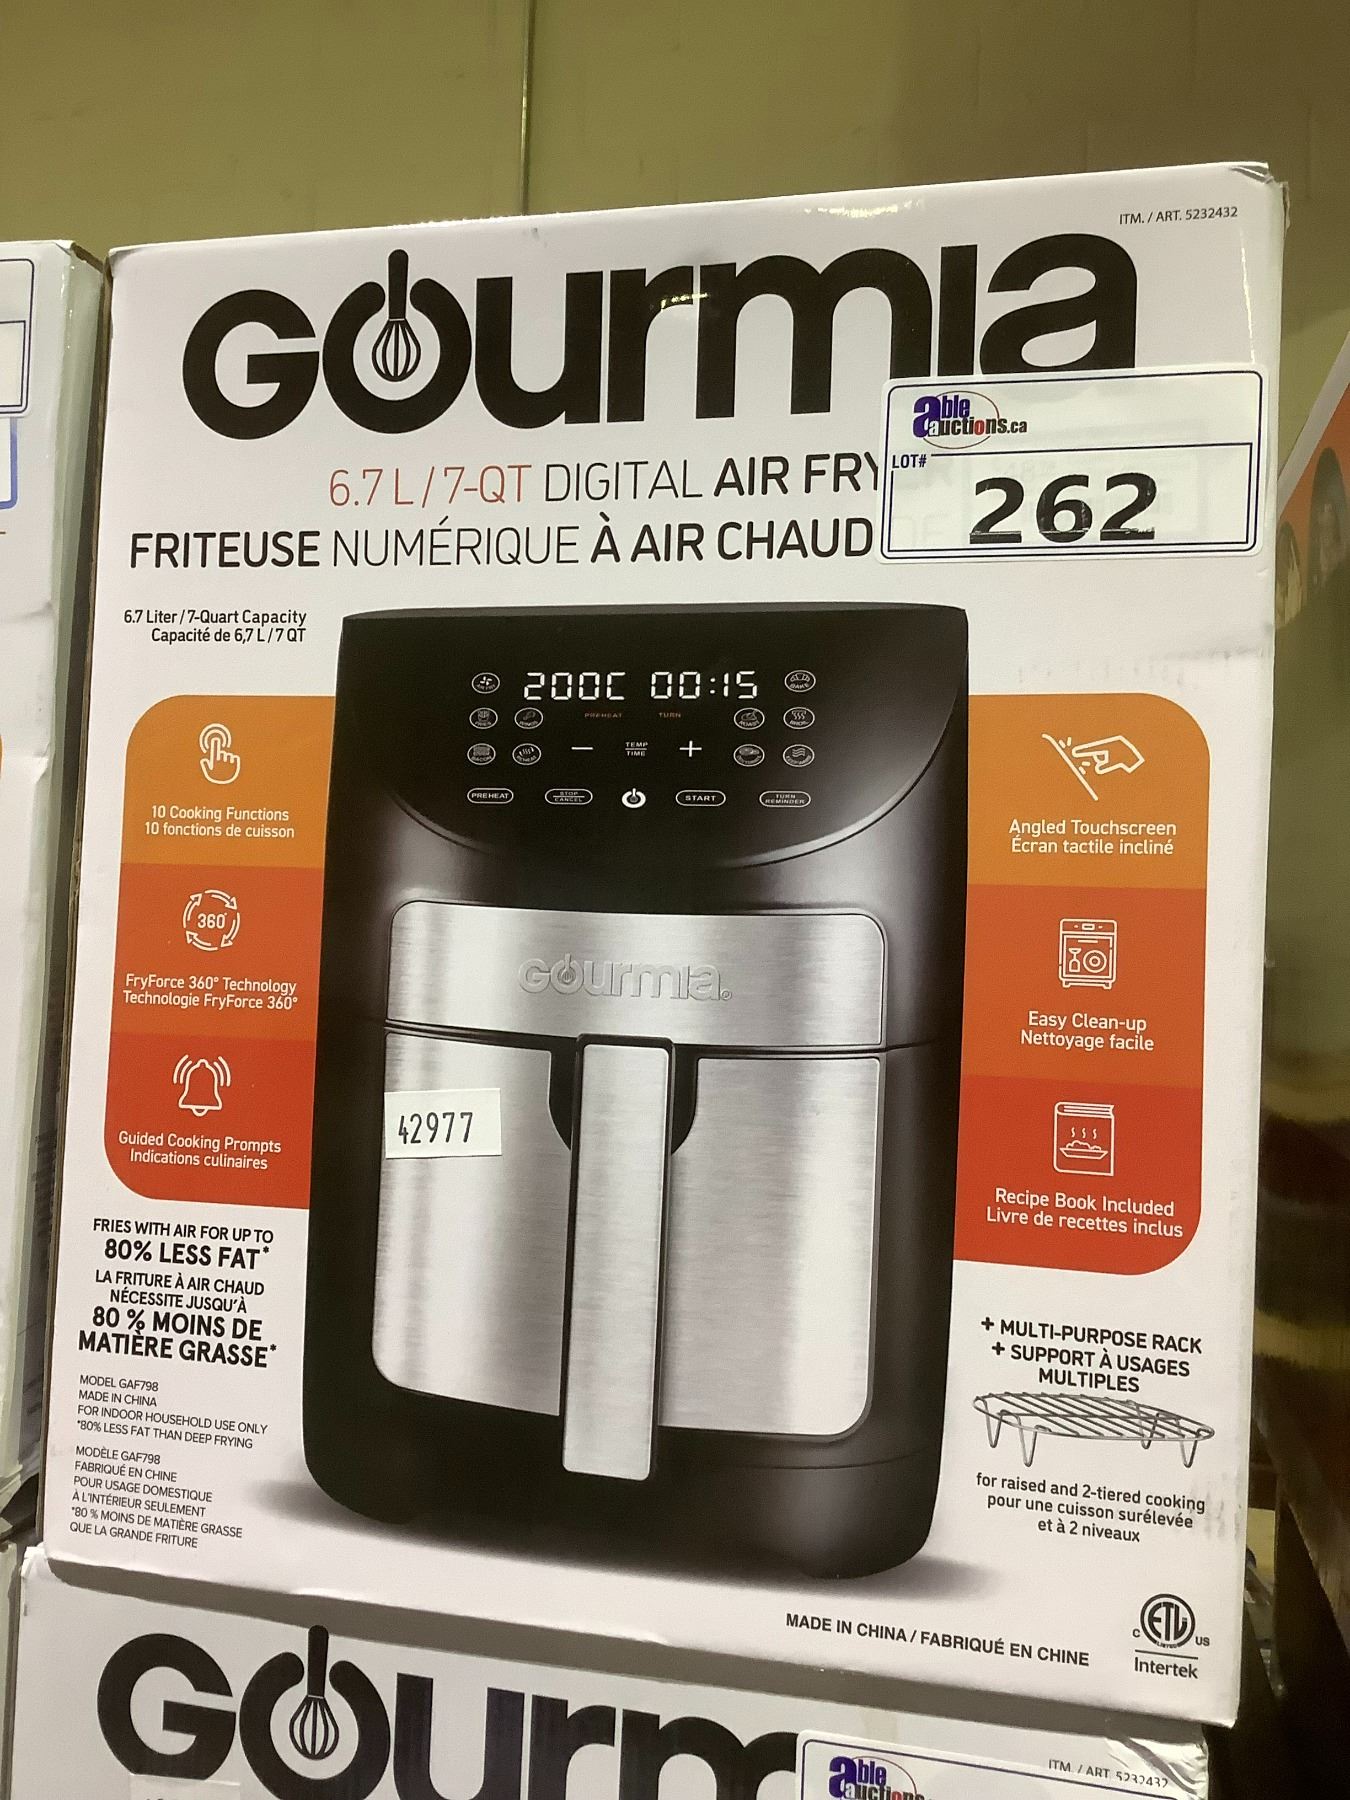 ITM. / ART. 5232432
Gourmia
able
auctions.ca
LOT#
262
6.7 L / 7-QT DIGITAL AIR FRY
FRITEUSE NUMÉRIQUE À AIR CHAUD
6.7 Liter / 7-Quart Capacity
Capacité de 6,7 L / 7 QT
200C 00:15
PREHEAT TURN
TEMP
TIME
PREHEAT
STOP
CANCEL
START
TURN
REMINDER
10 Cooking Functions
10 fonctions de cuisson
360°
FryForce 360° Technology
Technologie FryForce 360°
Guided Cooking Prompts
Indications culinaires
Angled Touchscreen
Écran tactile incliné
Easy Clean-up
Nettoyage facile
Recipe Book Included
Livre de recettes inclus
Gourmia
42977
FRIES WITH AIR FOR UP TO
80% LESS FAT*
LA FRITURE À AIR CHAUD
NÉCESSITE JUSQU'À
80 % MOINS DE
MATIÈRE GRASSE*
MODEL GAF798
MADE IN CHINA
FOR INDOOR HOUSEHOLD USE ONLY
*80% LESS FAT THAN DEEP FRYING
MODÈLE GAF798
FABRIQUÉ EN CHINE
POUR USAGE DOMESTIQUE
À L'INTÉRIEUR SEULEMENT
*80 % MOINS DE MATIÈRE GRASSE
QUE LA GRANDE FRITURE
+ MULTI-PURPOSE RACK
+ SUPPORT À USAGES
MULTIPLES
for raised and 2-tiered cooking
pour une cuisson surélevée
et à 2 niveaux
MADE IN CHINA / FABRIQUÉ EN CHINE
C ETL US
Intertek
Gourm
ITM. / ART. 5232432
able
auctions